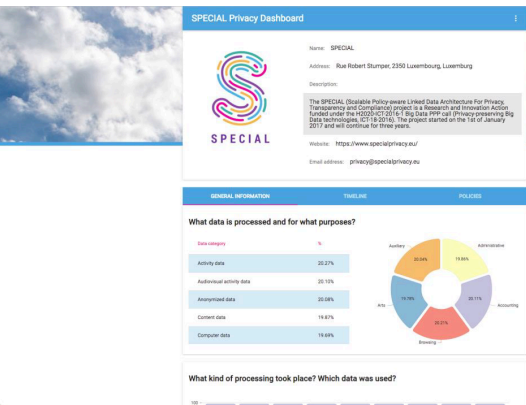 SPECIAL Privacy Dashboard
SPECIAL
Name: SPECIAL
Address: Rue Robert Stumper, 2350 Luxembourg, Luxemburg
Description:
The SPECIAL (Scalable Policy-aware Linked Data Architecture For Privacy,
Transparency and Compliance) project is a Research and Innovation Action
funded under the H2020-ICT-2016-1 Big Data PPP call (Privacy-preserving Big
Data technologies, ICT-18-2016). The project started on the 1st of January
2017 and will continue for three years.
Website: https://www.specialprivacy.eu/
Email address: privacy@specialprivacy.eu
GENERAL INFORMATION TIMELINE POLICIES
What data is processed and for what purposes?
Data category %
Activity data 20.27%
Audiovisual activity data 20.10%
Anonymized data 20.08%
Content data 19.87%
Computer data 19.69%
Auxiliary Administrative
20.04% 19.86%
Arts 19.78% 20.11% Accounting
20.21%
Brewing
What kind of processing took place? Which data was used?
100